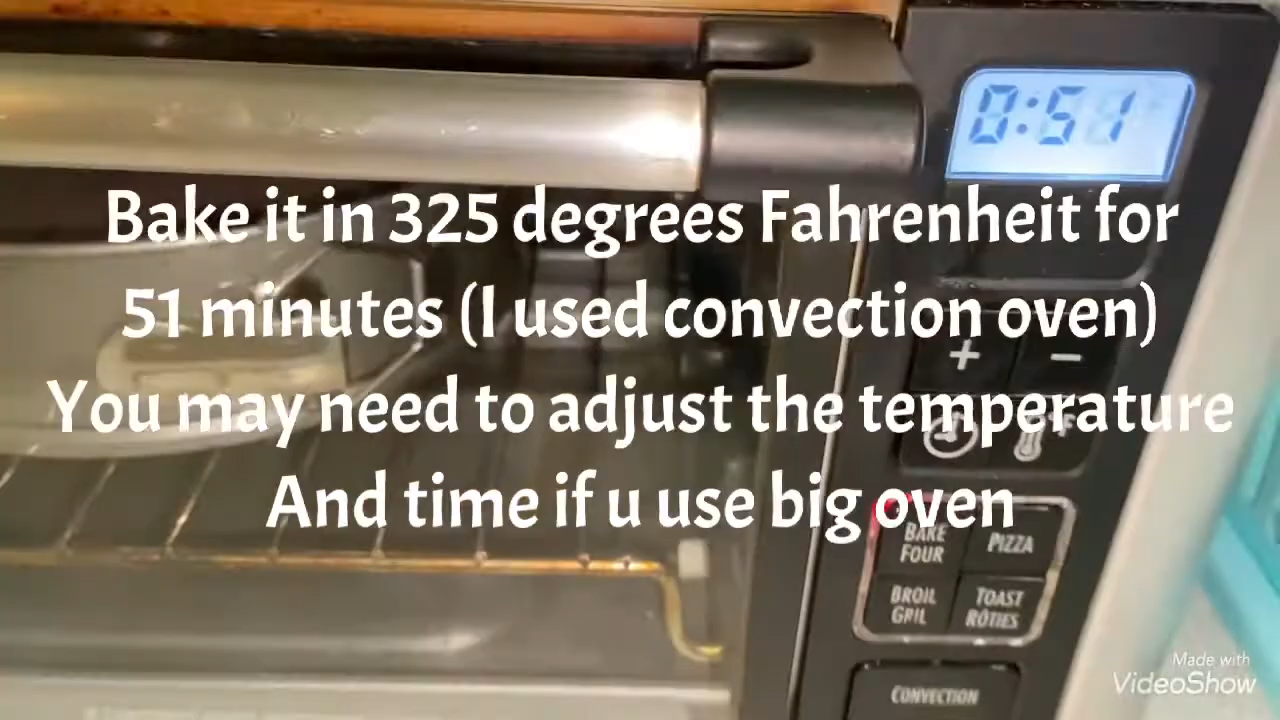 0:51
Bake it in 325 degrees Fahrenheit for
51 minutes (I used convection oven)
+ −
You may need to adjust the temperature
°F
And time if u use big oven
BAKE
FOUR
PIZZA
BROIL
GRIL
TOAST
RÔTIES
CONVECTION
Made with
VideoShow